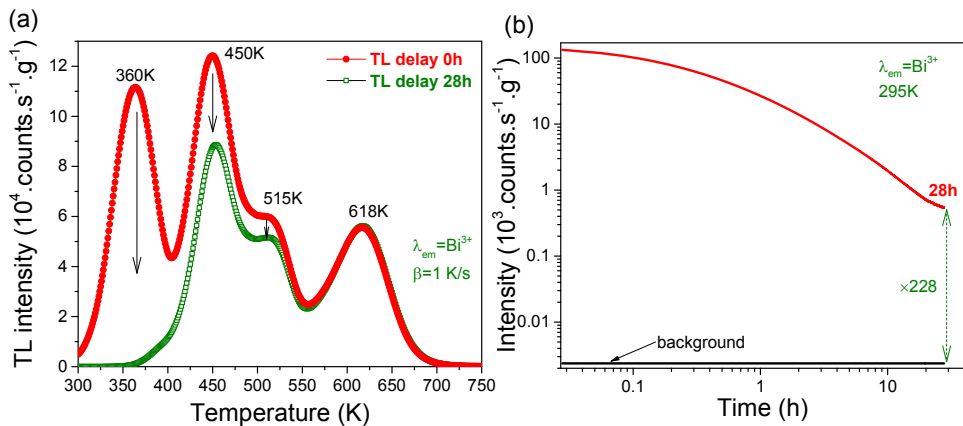 (a)
TL intensity (10⁴.counts.s⁻¹.g⁻¹)
12
10
8
6
4
2
0
300 350 400 450 500 550 600 650 700 750
Temperature (K)
360K
450K
515K
618K
TL delay 0h
TL delay 28h
λem=Bi³⁺
β=1 K/s
(b)
Intensity (10³.counts.s⁻¹.g⁻¹)
100
10
1
0.1
0.01
0.1 1 10
Time (h)
λem=Bi³⁺
295K
28h
×228
background